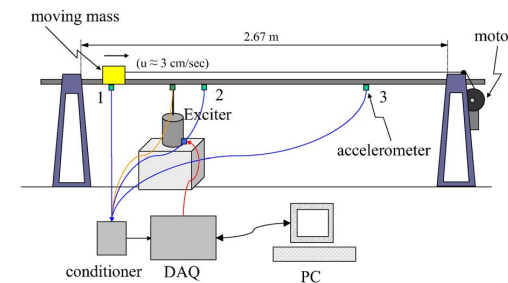 moving mass
2.67 m
(u ≈ 3 cm/sec)
moto
1
2
3
Exciter
accelerometer
conditioner
DAQ
PC